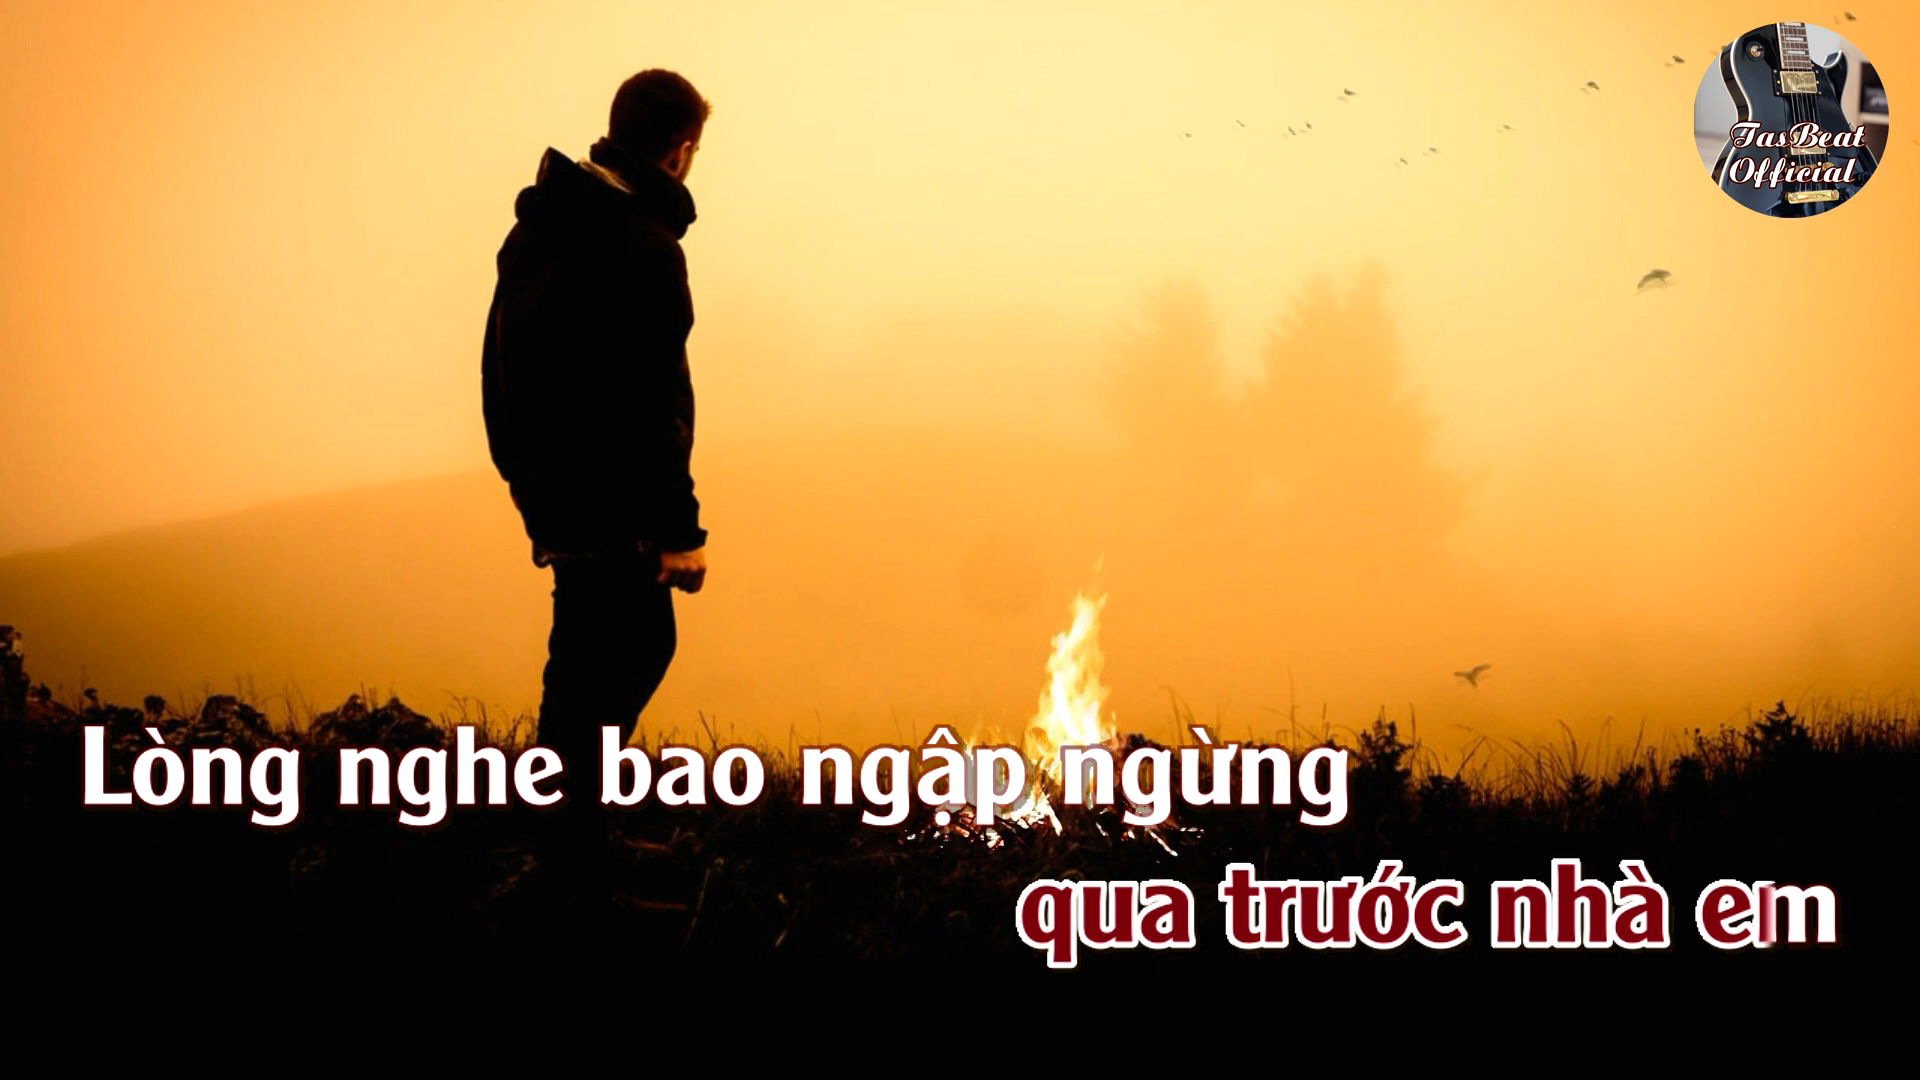 TasBeat
Official
Lòng nghe bao ngập ngừng
qua trước nhà em